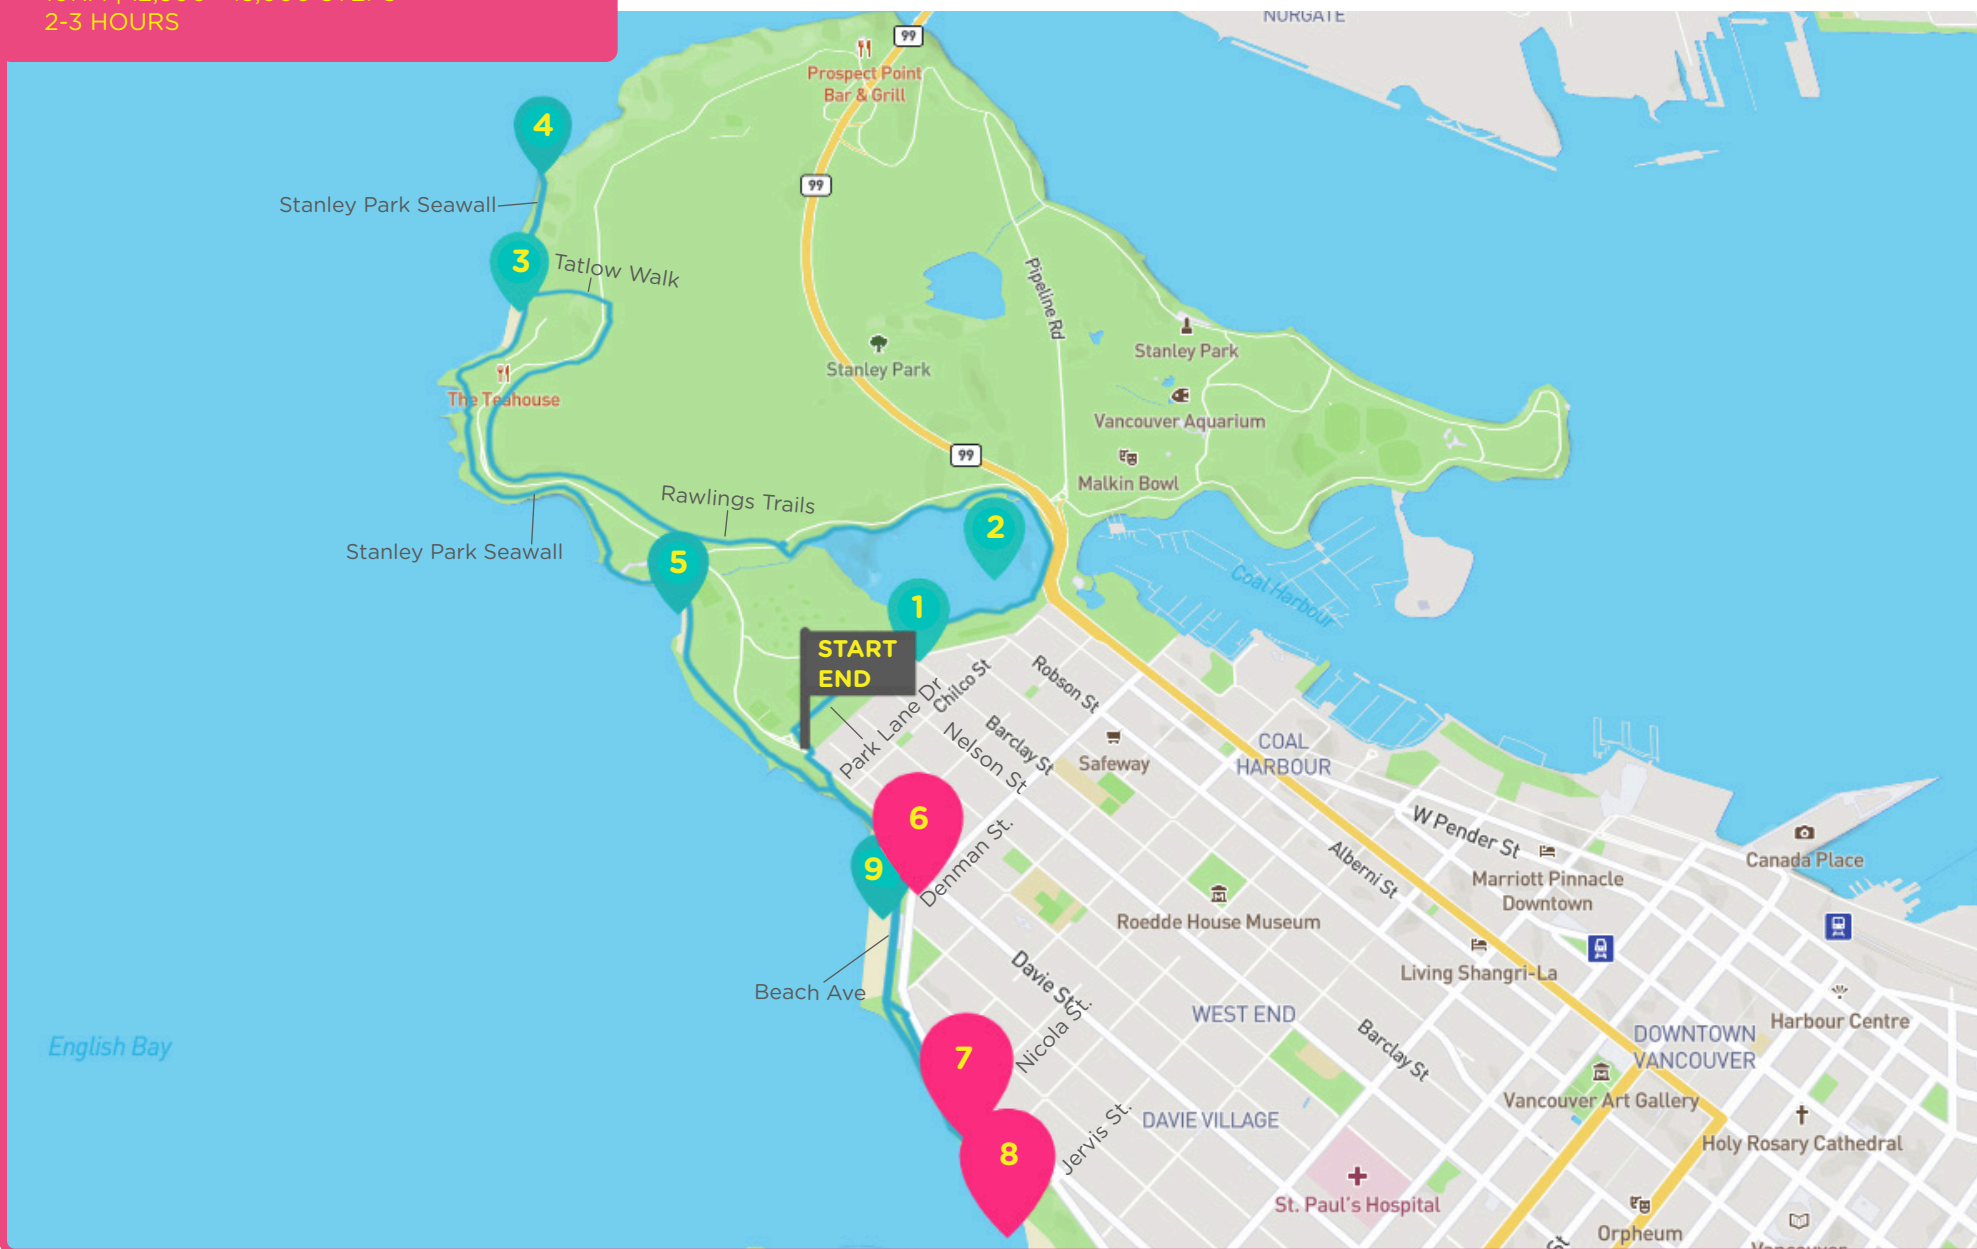 2-3 HOURS
NORGATE
99
Prospect Point
Bar & Grill
4
99
Stanley Park Seawall
3
Tatlow Walk
Pipeline Rd
Stanley Park
Stanley Park
The Teahouse
Vancouver Aquarium
99
Malkin Bowl
Rawlings Trails
2
Stanley Park Seawall
5
Coal Harbour
1
START
END
Chilco St
Robson St
Park Lane Dr
Nelson St
Barclay St
Safeway
COAL
HARBOUR
6
Denman St.
W Pender St
Alberni St
Canada Place
9
Marriott Pinnacle
Downtown
Roedde House Museum
Living Shangri-La
Davie St
Beach Ave
Nicola St.
WEST END
Barclay St
Harbour Centre
DOWNTOWN
VANCOUVER
English Bay
7
Vancouver Art Gallery
Jervis St.
DAVIE VILLAGE
Holy Rosary Cathedral
8
St. Paul's Hospital
Orpheum
St